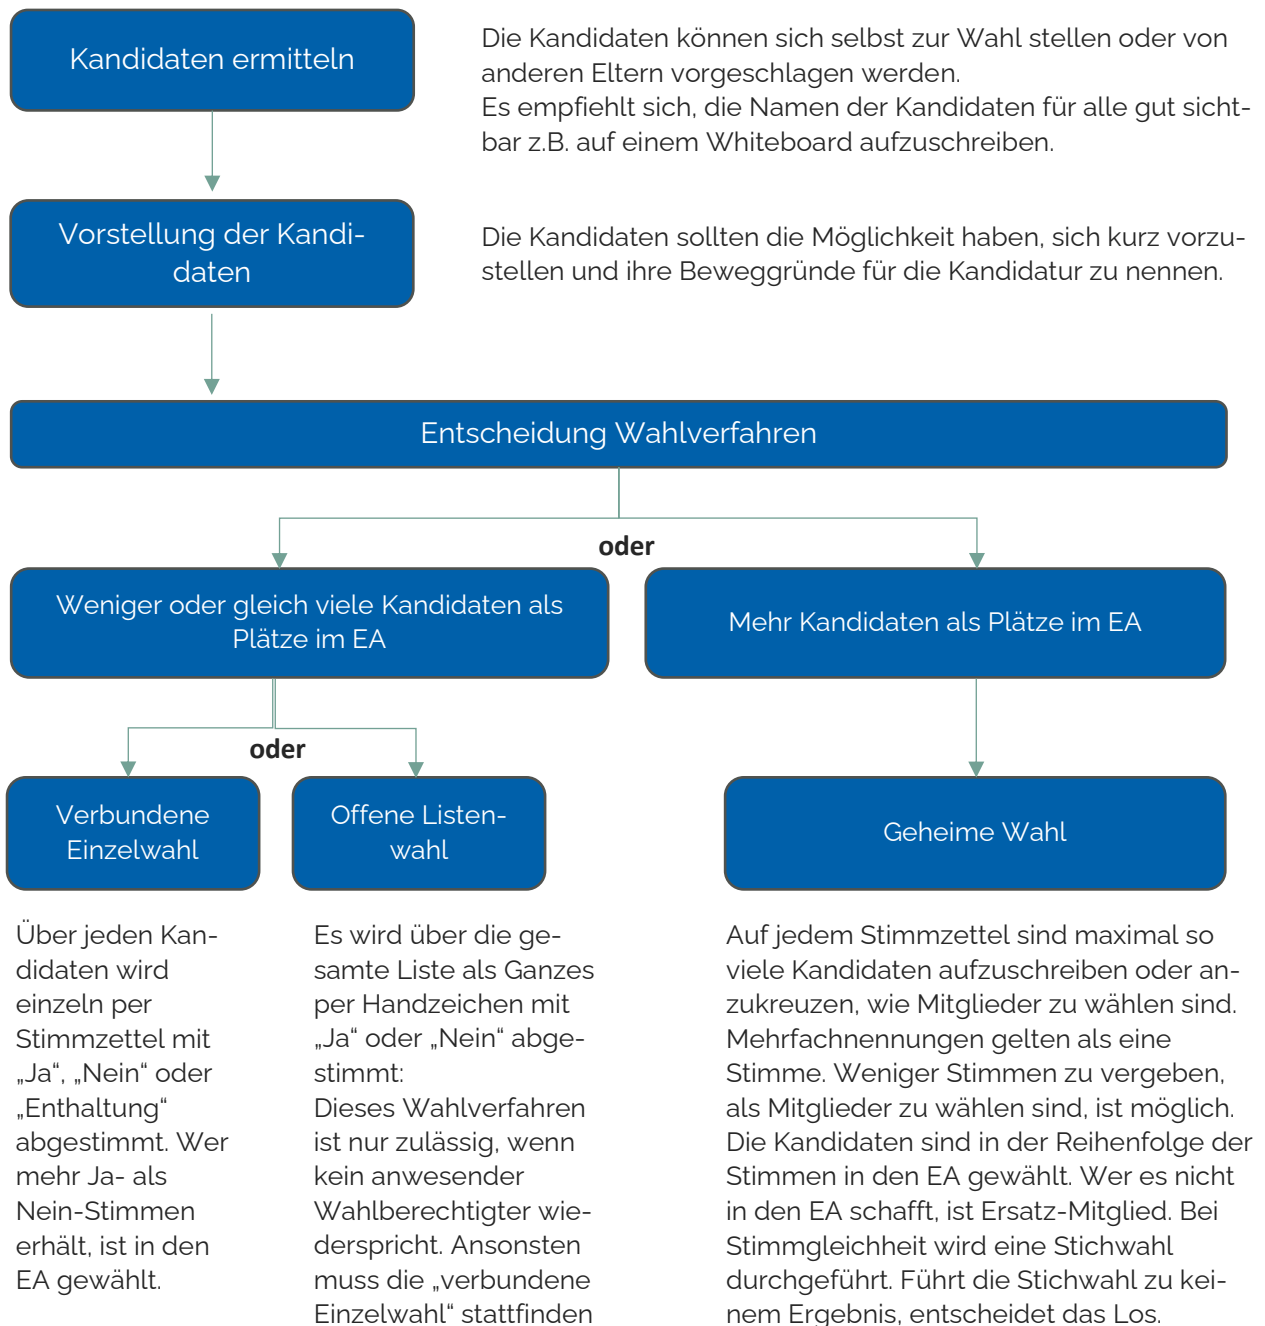 Kandidaten ermitteln
Die Kandidaten können sich selbst zur Wahl stellen oder von
anderen Eltern vorgeschlagen werden.
Es empfiehlt sich, die Namen der Kandidaten für alle gut sicht-
bar z.B. auf einem Whiteboard aufzuschreiben.
Vorstellung der Kandi-
daten
Die Kandidaten sollten die Möglichkeit haben, sich kurz vorzu-
stellen und ihre Beweggründe für die Kandidatur zu nennen.
Entscheidung Wahlverfahren
oder
Weniger oder gleich viele Kandidaten als
Plätze im EA
Mehr Kandidaten als Plätze im EA
oder
Verbundene
Einzelwahl
Offene Listen-
wahl
Geheime Wahl
Über jeden Kan-
didaten wird
einzeln per
Stimmzettel mit
„Ja“, „Nein“ oder
„Enthaltung“
abgestimmt. Wer
mehr Ja- als
Nein-Stimmen
erhält, ist in den
EA gewählt.
Es wird über die ge-
samte Liste als Ganzes
per Handzeichen mit
„Ja“ oder „Nein“ abge-
stimmt:
Dieses Wahlverfahren
ist nur zulässig, wenn
kein anwesender
Wahlberechtigter wie-
derspricht. Ansonsten
muss die „verbundene
Einzelwahl“ stattfinden
Auf jedem Stimmzettel sind maximal so
viele Kandidaten aufzuschreiben oder an-
zukreuzen, wie Mitglieder zu wählen sind.
Mehrfachnennungen gelten als eine
Stimme. Weniger Stimmen zu vergeben,
als Mitglieder zu wählen sind, ist möglich.
Die Kandidaten sind in der Reihenfolge der
Stimmen in den EA gewählt. Wer es nicht
in den EA schafft, ist Ersatz-Mitglied. Bei
Stimmgleichheit wird eine Stichwahl
durchgeführt. Führt die Stichwahl zu kei-
nem Ergebnis, entscheidet das Los.